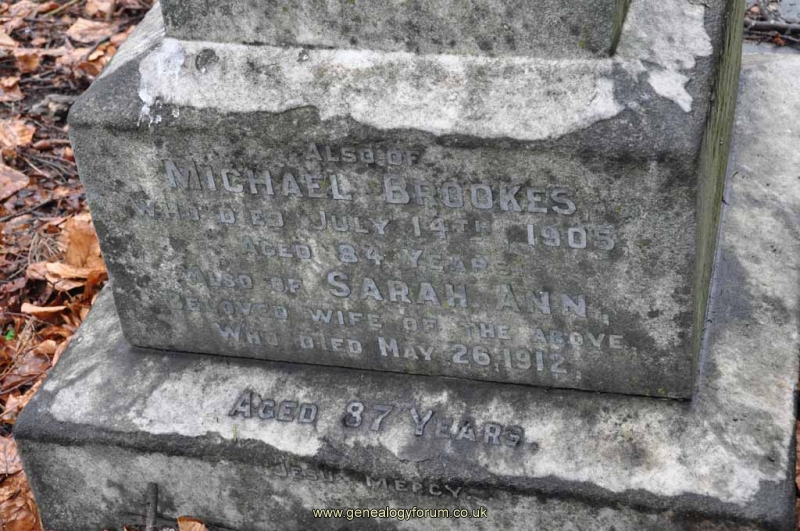 Also of
Michael Brookes,
who died July 14th, 1905,
Aged 84 Years.
Also of Sarah Ann,
beloved wife of the above,
Who died May 26, 1912,
Aged 87 Years.
Jesu Mercy.
www.genealogyforum.co.uk